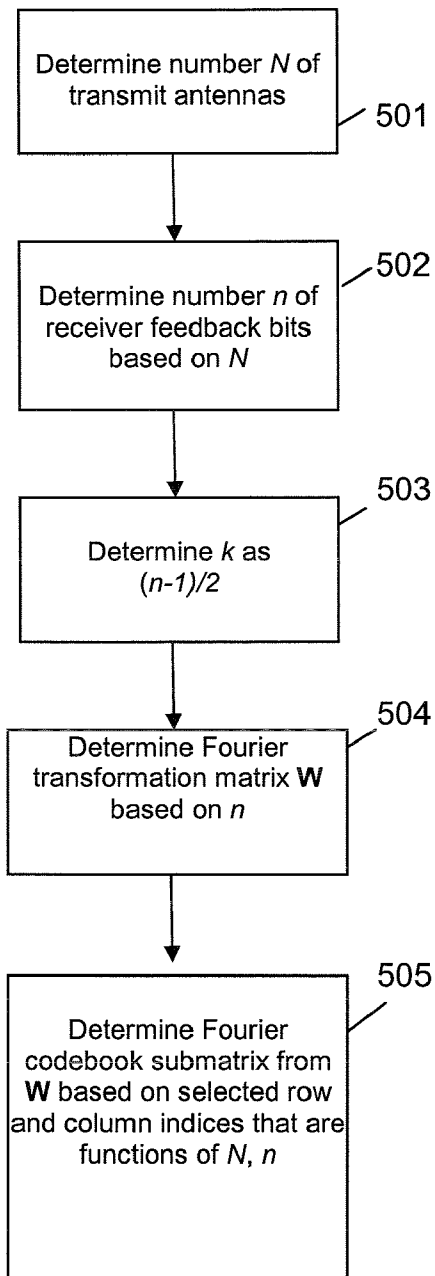 Determine number N of
transmit antennas
501
502
Determine number n of
receiver feedback bits
based on N
503
Determine k as
(n-1)/2
504
Determine Fourier
transformation matrix W
based on n
505
Determine Fourier
codebook submatrix from
W based on selected row
and column indices that are
functions of N, n